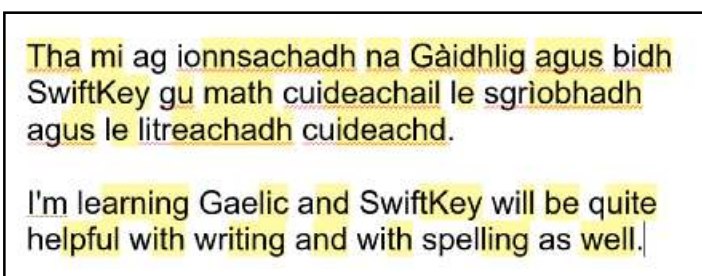 Tha mi ag ionnsachadh na Gàidhlig agus bidh
SwiftKey gu math cuideachail le sgrìobhadh
agus le litreachadh cuideachd.
I'm learning Gaelic and SwiftKey will be quite
helpful with writing and with spelling as well.